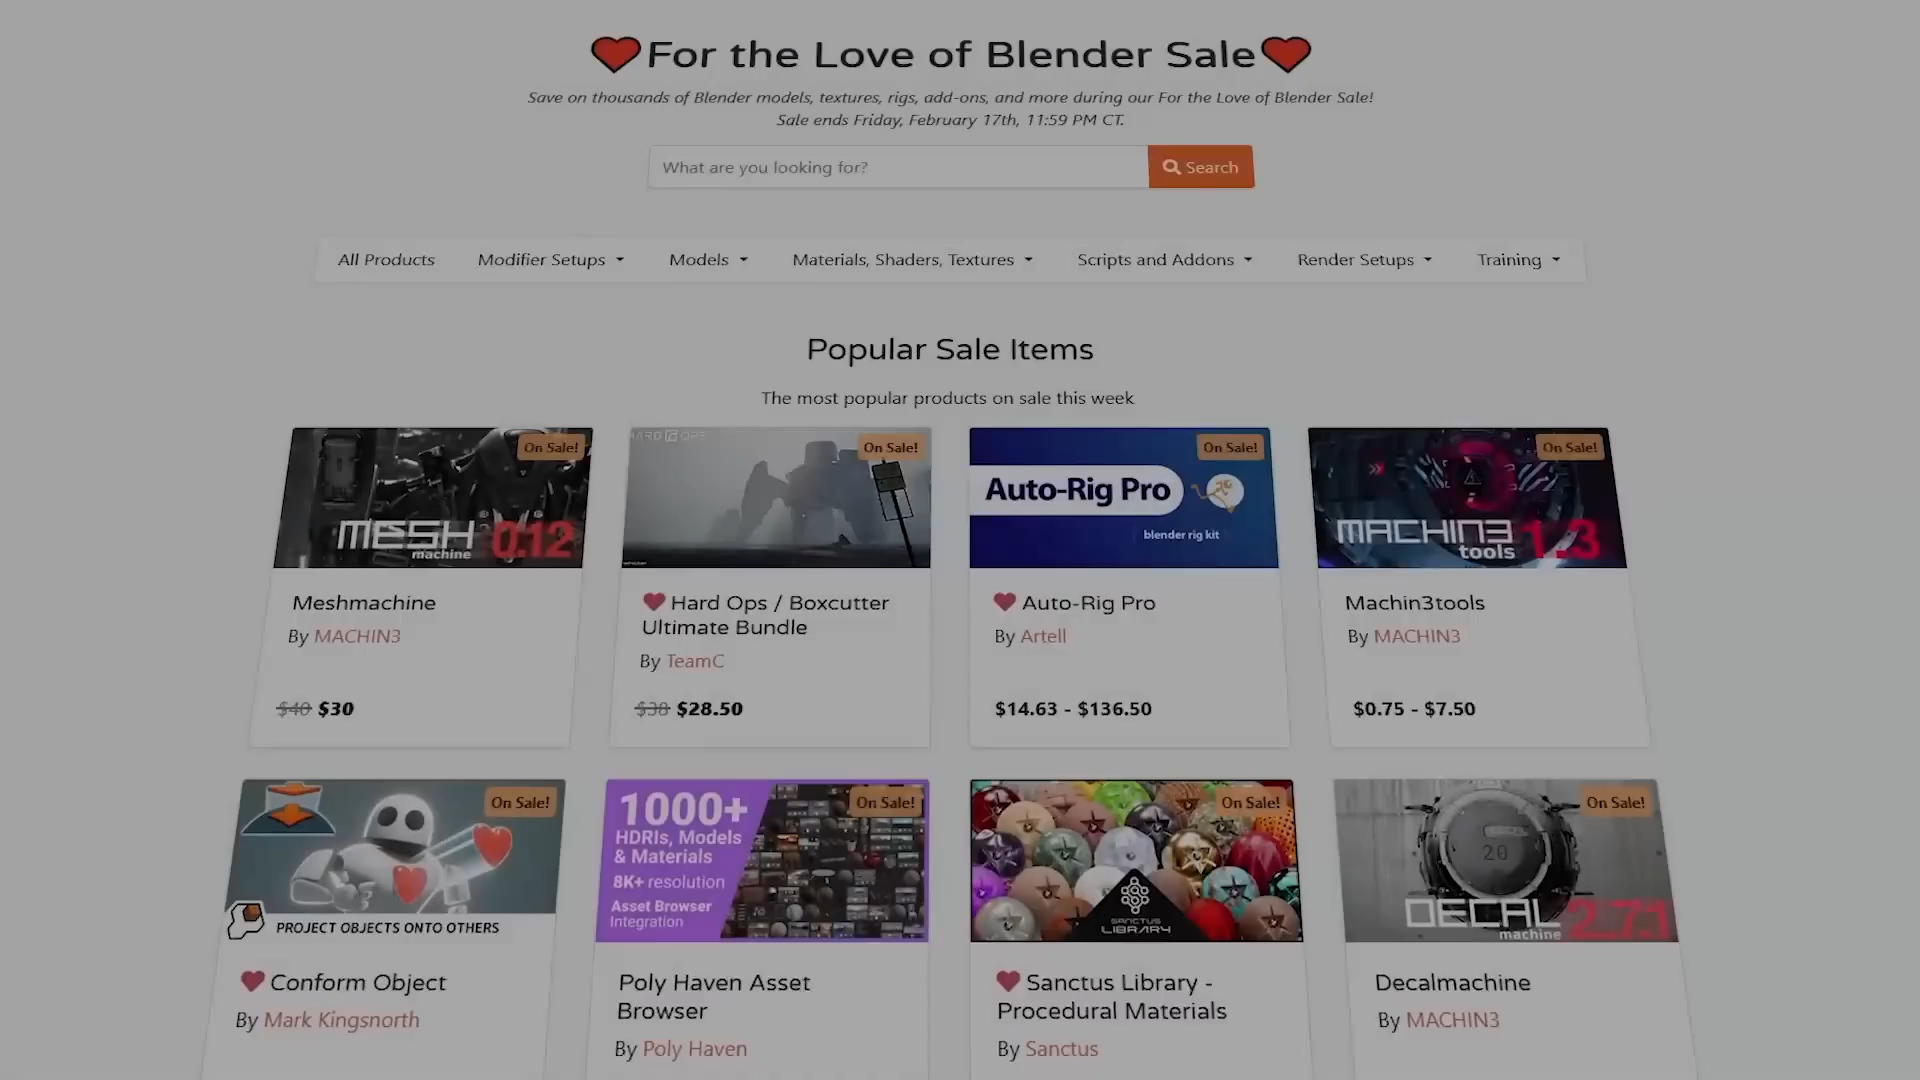 For the Love of Blender Sale
Save on thousands of Blender models, textures, rigs, add-ons, and more during our For the Love of Blender Sale!
Sale ends Friday, February 17th, 11:59 PM CT.
What are you looking for?
Search
All Products
Modifier Setups
Models
Materials, Shaders, Textures
Scripts and Addons
Render Setups
Training
Popular Sale Items
The most popular products on sale this week
On Sale!
MESH
machine
0.12
Meshmachine
By MACHIN3
$40 $30
HARD OPS
On Sale!
Hard Ops / Boxcutter
Ultimate Bundle
By TeamC
$38 $28.50
On Sale!
Auto-Rig Pro
blender rig kit
Auto-Rig Pro
By Artell
$14.63 - $136.50
On Sale!
MACHIN3
tools
1.3
Machin3tools
By MACHIN3
$0.75 - $7.50
On Sale!
PROJECT OBJECTS ONTO OTHERS
Conform Object
By Mark Kingsnorth
On Sale!
1000+
HDRIs, Models
& Materials
8K+ resolution
Asset Browser
Integration
Poly Haven Asset
Browser
By Poly Haven
On Sale!
SANCTUS
LIBRARY
Sanctus Library -
Procedural Materials
By Sanctus
On Sale!
20
DECAL
machine
2.7.1
Decalmachine
By MACHIN3